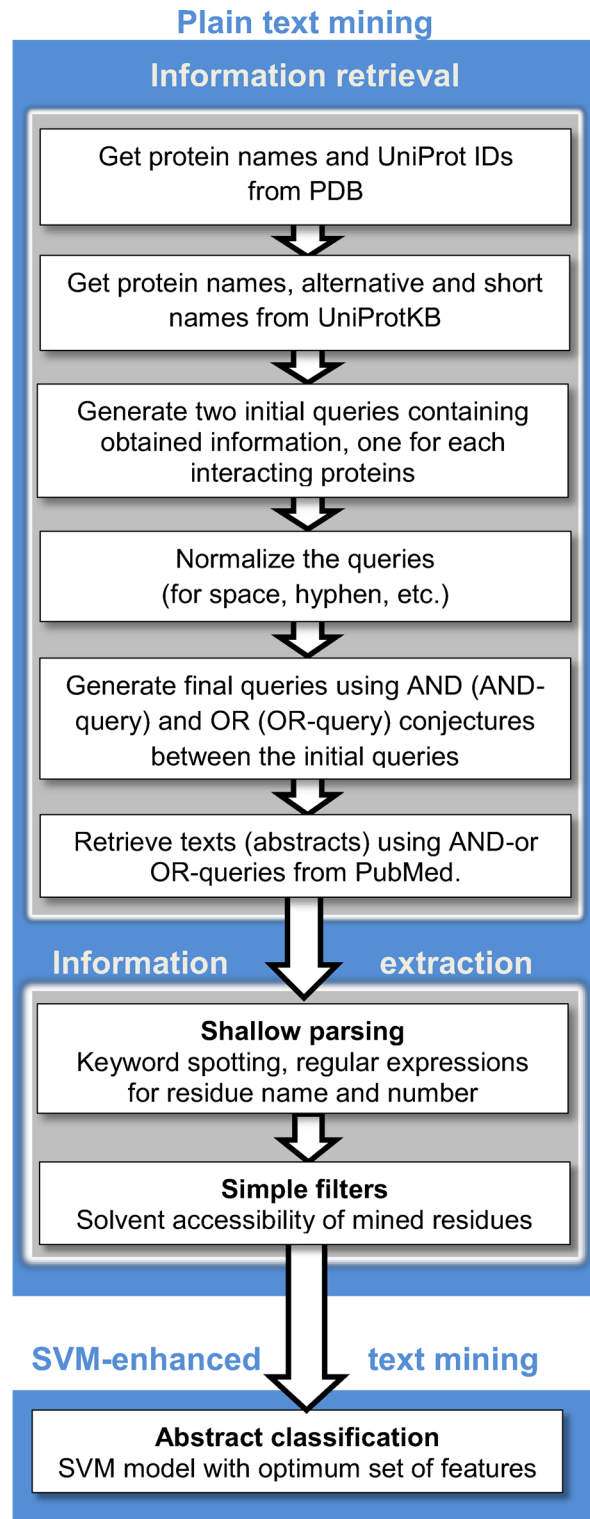 Plain text mining
Information retrieval
Get protein names and UniProt IDs
from PDB
Get protein names, alternative and short
names from UniProtKB
Generate two initial queries containing
obtained information, one for each
interacting proteins
Normalize the queries
(for space, hyphen, etc.)
Generate final queries using AND (AND-
query) and OR (OR-query) conjectures
between the initial queries
Retrieve texts (abstracts) using AND-or
OR-queries from PubMed.
Information extraction
Shallow parsing
Keyword spotting, regular expressions
for residue name and number
Simple filters
Solvent accessibility of mined residues
SVM-enhanced text mining
Abstract classification
SVM model with optimum set of features